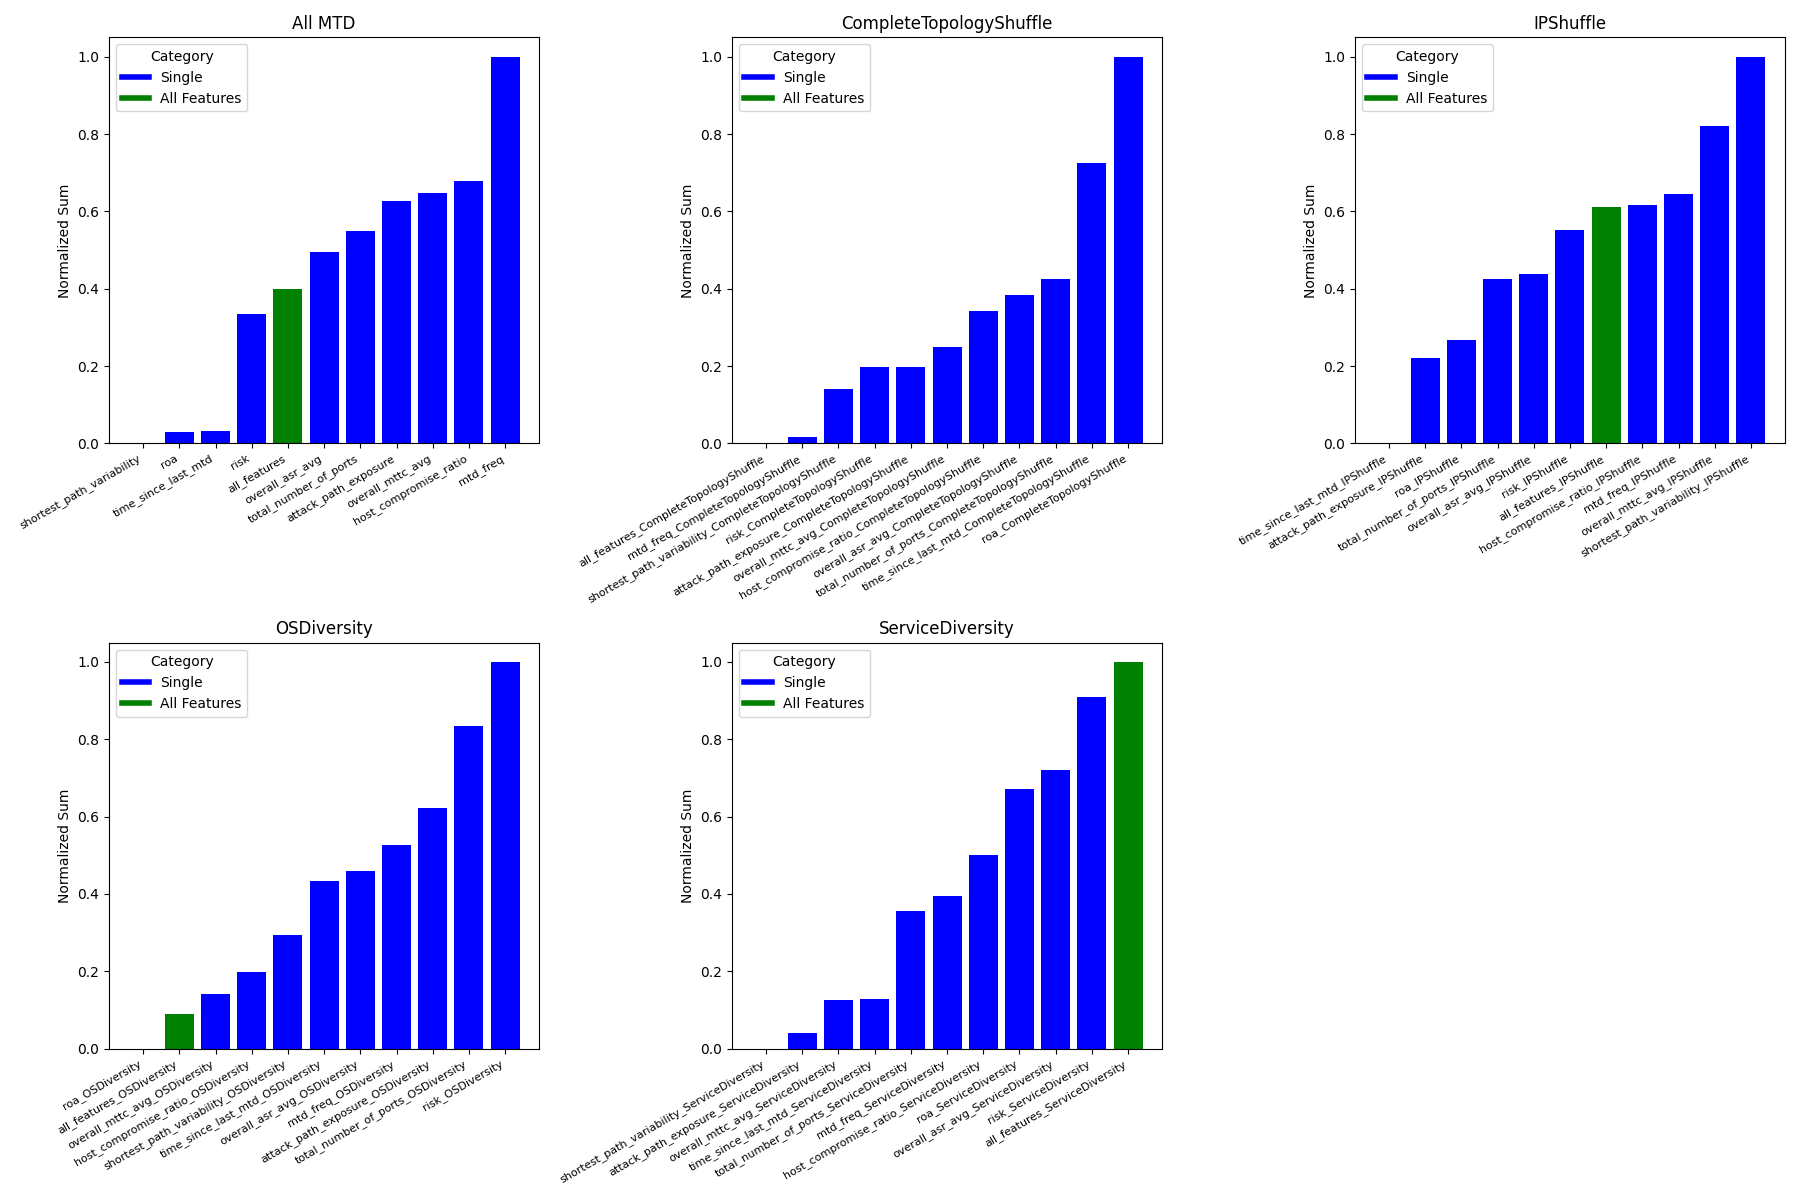 All MTD
Category
Single
All Features
Normalized Sum
1.0
0.8
0.6
0.4
0.2
0.0
shortest_path_variability
roa
time_since_last_mtd
risk
all_features
overall_asr_avg
total_number_of_ports
attack_path_exposure
overall_mttc_avg
host_compromise_ratio
mtd_freq
CompleteTopologyShuffle
Category
Single
All Features
Normalized Sum
1.0
0.8
0.6
0.4
0.2
0.0
all_features_CompleteTopologyShuffle
mtd_freq_CompleteTopologyShuffle
shortest_path_variability_CompleteTopologyShuffle
risk_CompleteTopologyShuffle
attack_path_exposure_CompleteTopologyShuffle
overall_mttc_avg_CompleteTopologyShuffle
host_compromise_ratio_CompleteTopologyShuffle
overall_asr_avg_CompleteTopologyShuffle
total_number_of_ports_CompleteTopologyShuffle
time_since_last_mtd_CompleteTopologyShuffle
roa_CompleteTopologyShuffle
IPShuffle
Category
Single
All Features
Normalized Sum
1.0
0.8
0.6
0.4
0.2
0.0
time_since_last_mtd_IPShuffle
attack_path_exposure_IPShuffle
roa_IPShuffle
total_number_of_ports_IPShuffle
overall_asr_avg_IPShuffle
risk_IPShuffle
all_features_IPShuffle
host_compromise_ratio_IPShuffle
mtd_freq_IPShuffle
overall_mttc_avg_IPShuffle
shortest_path_variability_IPShuffle
OSDiversity
Category
Single
All Features
Normalized Sum
1.0
0.8
0.6
0.4
0.2
0.0
roa_OSDiversity
all_features_OSDiversity
overall_mttc_avg_OSDiversity
host_compromise_ratio_OSDiversity
shortest_path_variability_OSDiversity
time_since_last_mtd_OSDiversity
overall_asr_avg_OSDiversity
mtd_freq_OSDiversity
attack_path_exposure_OSDiversity
total_number_of_ports_OSDiversity
risk_OSDiversity
ServiceDiversity
Category
Single
All Features
Normalized Sum
1.0
0.8
0.6
0.4
0.2
0.0
shortest_path_variability_ServiceDiversity
attack_path_exposure_ServiceDiversity
overall_mttc_avg_ServiceDiversity
time_since_last_mtd_ServiceDiversity
total_number_of_ports_ServiceDiversity
mtd_freq_ServiceDiversity
host_compromise_ratio_ServiceDiversity
roa_ServiceDiversity
overall_asr_avg_ServiceDiversity
risk_ServiceDiversity
all_features_ServiceDiversity